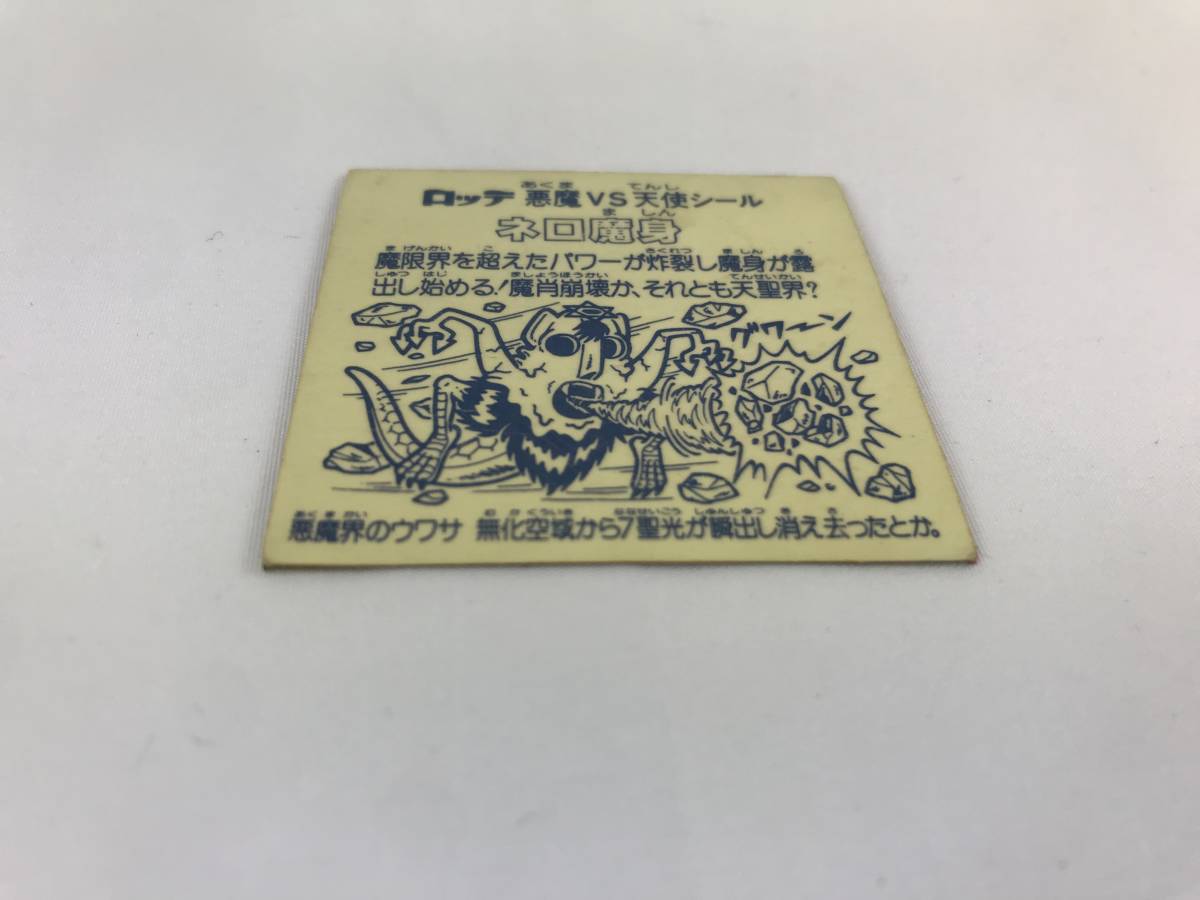 ロッテ 悪魔VS天使シール
ネロ魔身
魔限界を超えたパワーが炸裂し魔身が露
出し始める！魔肖崩壊か、それとも天聖界？
グワーン
悪魔界のウワサ 無化空域から7聖光が瞬出し消え去ったとか。